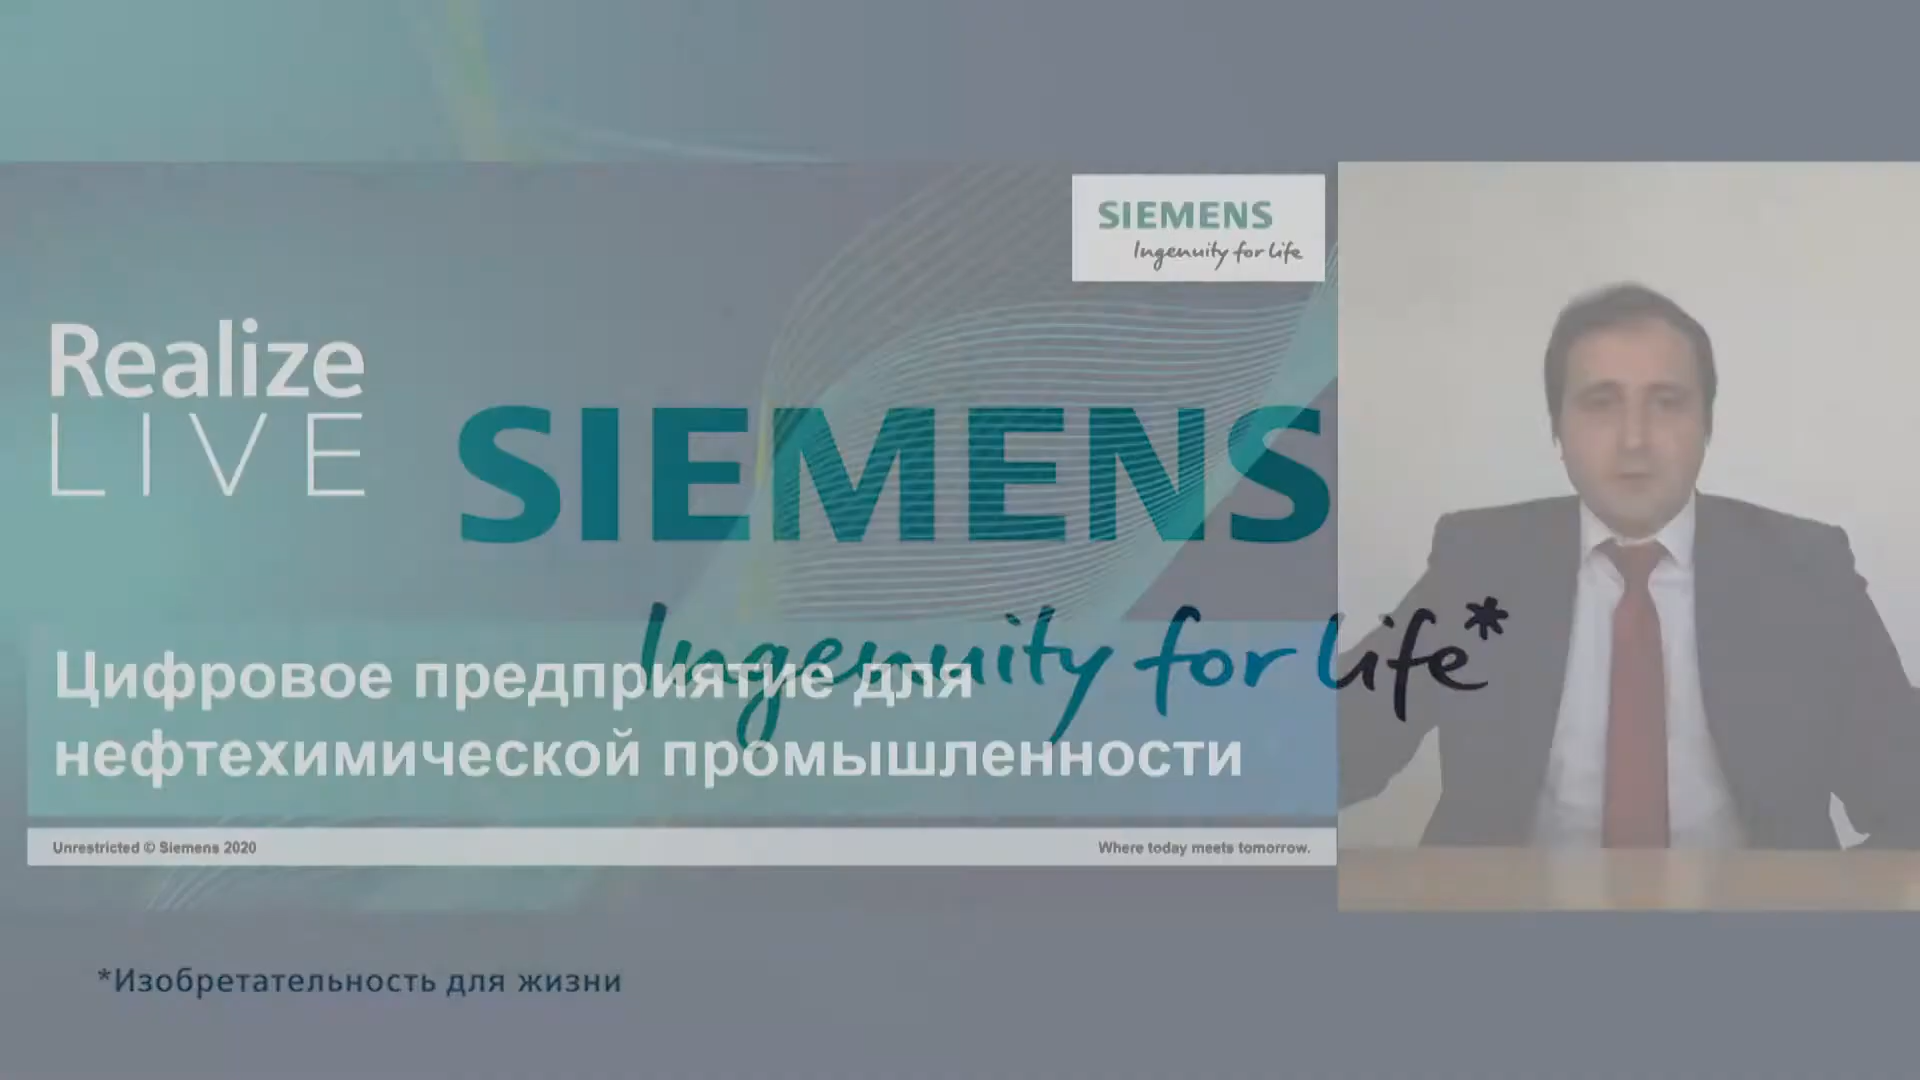 SIEMENS
Ingenuity for life
Realize
LIVE
SIEMENS
Ingenuity for life*
Цифровое предприятие для
нефтехимической промышленности
Unrestricted © Siemens 2020
Where today meets tomorrow.
*Изобретательность для жизни